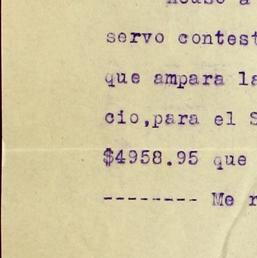 servo contest
que ampara la
cio,para el S
$4958.95 que
-------- Me r